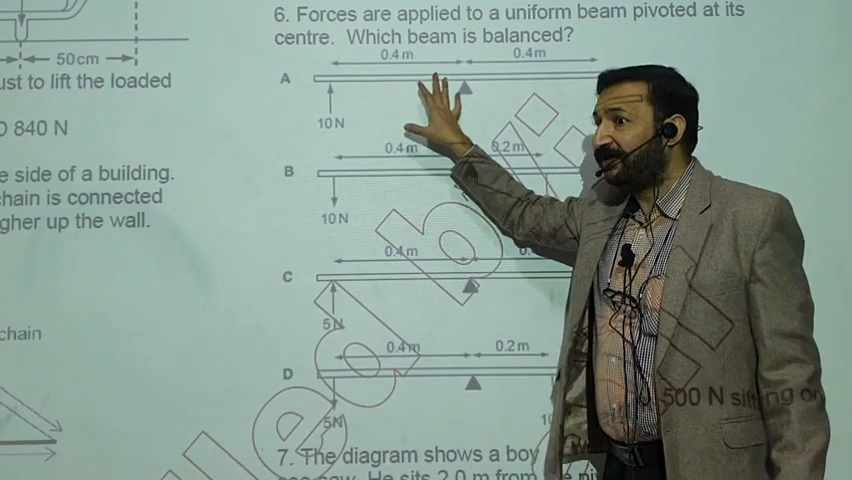 50cm
ust to lift the loaded
840 N
e side of a building.
chain is connected
gher up the wall.
chain
6. Forces are applied to a uniform beam pivoted at its
centre. Which beam is balanced?
0.4 m 0.4 m
A
10 N
0.4 m 0.2 m
B
10 N
0.4 m
C
5 N
0.4 m 0.2 m
D
5 N
500 N sitting on
7. The diagram shows a boy
He sits 2.0 m from